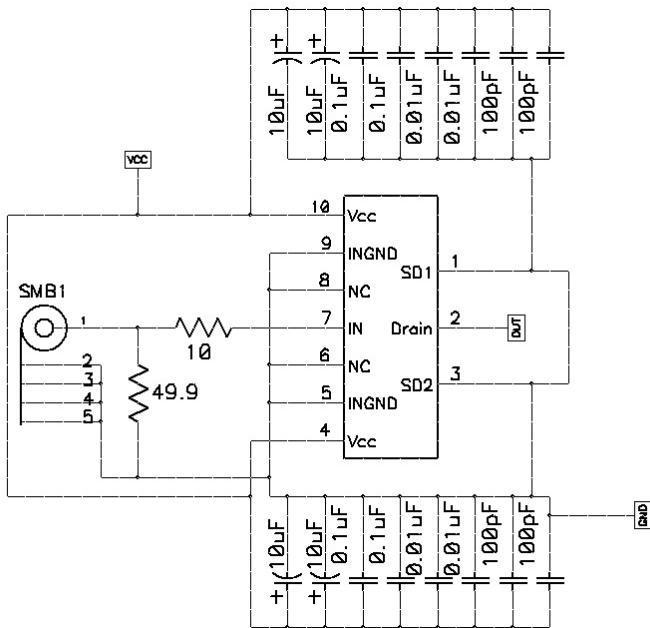 10uF
10uF
0.1uF
0.1uF
0.01uF
0.01uF
100pF
100pF
+
+
VCC
10
Vcc
9
INGND
SD1
1
8
NC
SMB1
1
10
7
IN
Drain
2
DUT
2
3
4
5
49.9
6
NC
SD2
3
5
INGND
4
Vcc
GND
10uF
10uF
0.1uF
0.1uF
0.01uF
0.01uF
100pF
100pF
+
+